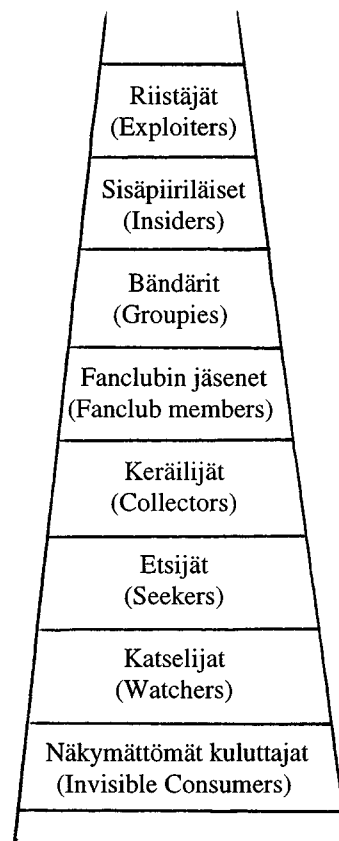 Riistäjät
(Exploiters)
Sisäpiiriläiset
(Insiders)
Bändärit
(Groupies)
Fanclubin jäsenet
(Fanclub members)
Keräilijät
(Collectors)
Etsijät
(Seekers)
Katselijat
(Watchers)
Näkymättömät kuluttajat
(Invisible Consumers)